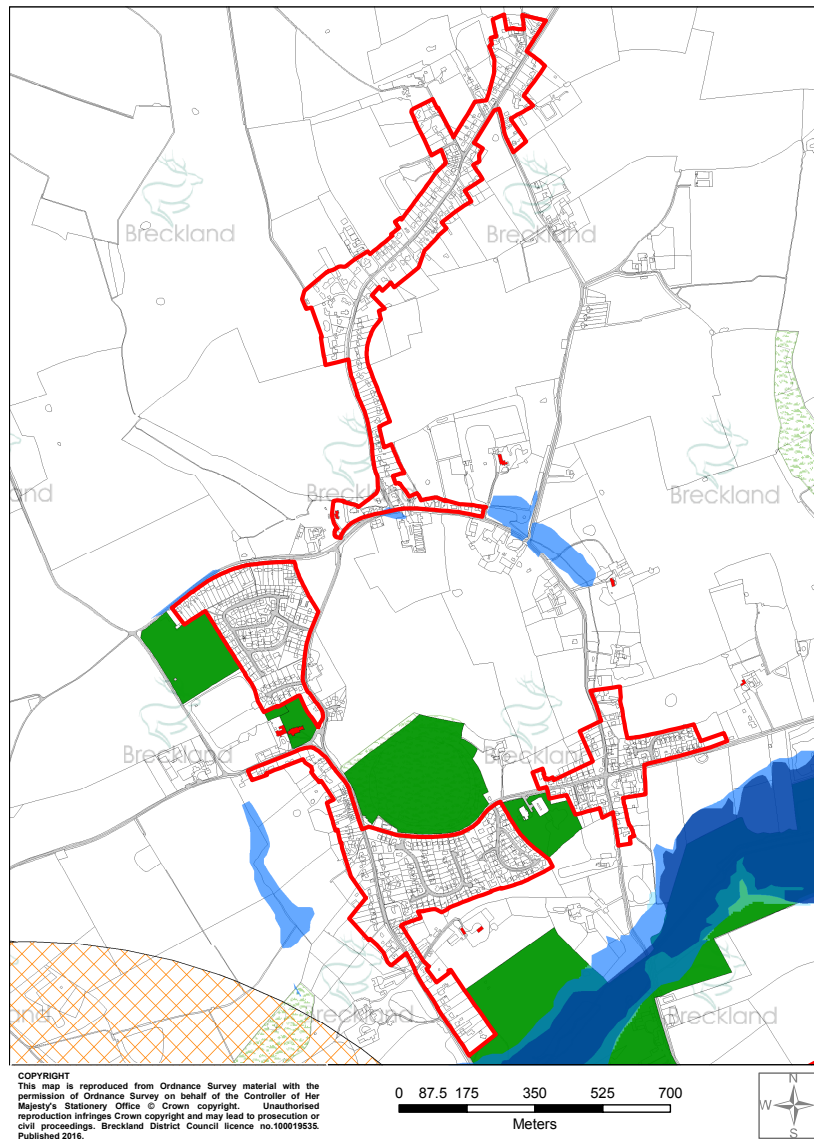 Breckland
Breckland
and
Breckland
Breckland
Breckland
Breckland
and
Breckland
Breckland
COPYRIGHT
This map is reproduced from Ordnance Survey material with the
permission of Ordnance Survey on behalf of the Controller of Her
Majesty's Stationery Office © Crown copyright. Unauthorised
reproduction infringes Crown copyright and may lead to prosecution or
civil proceedings. Breckland District Council licence no.100019535.
Published 2016.
0 87.5 175 350 525 700
Meters
N
W E
S